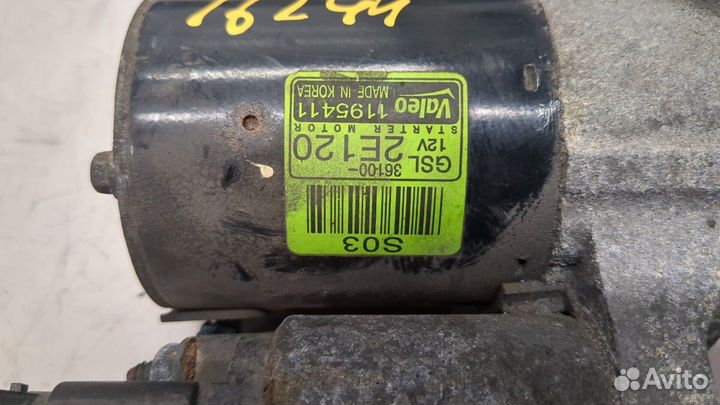 S03
GSL 36100-
2E120
12V
STARTER MOTOR
Valeo 1195411
MADE IN KOREA
Avito